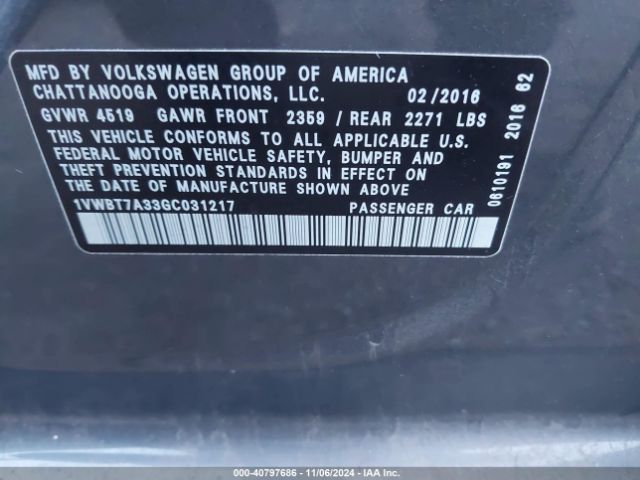 MFD BY VOLKSWAGEN GROUP OF AMERICA
CHATTANOOGA OPERATIONS, LLC. 02/2016
GVWR 4519 GAWR FRONT 2359 / REAR 2271 LBS
THIS VEHICLE CONFORMS TO ALL APPLICABLE U.S.
FEDERAL MOTOR VEHICLE SAFETY, BUMPER AND
THEFT PREVENTION STANDARDS IN EFFECT ON
THE DATE OF MANUFACTURE SHOWN ABOVE
1VWBT7A33GC031217 PASSENGER CAR
0610191 2016 62
000-40797686 - 11/06/2024 - IAA Inc.